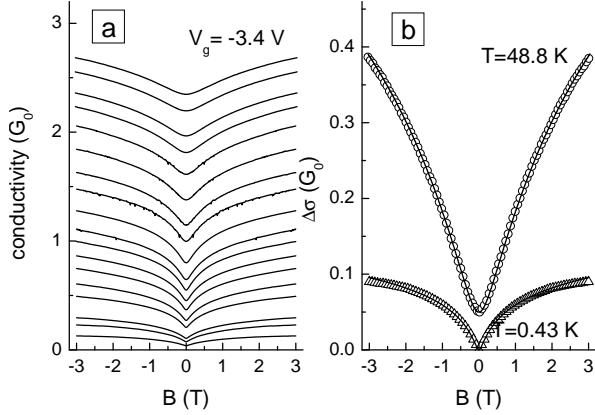 a
V_g = -3.4 V
conductivity (G_0)
3
2
1
0
-3 -2 -1 0 1 2 3
B (T)
b
T=48.8 K
Δσ (G_0)
0.4
0.3
0.2
0.1
0.0
T=0.43 K
-3 -2 -1 0 1 2 3
B (T)